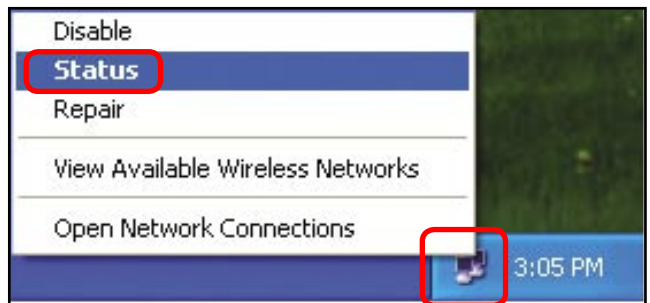 Disable
Status
Repair
View Available Wireless Networks
Open Network Connections
3:05 PM